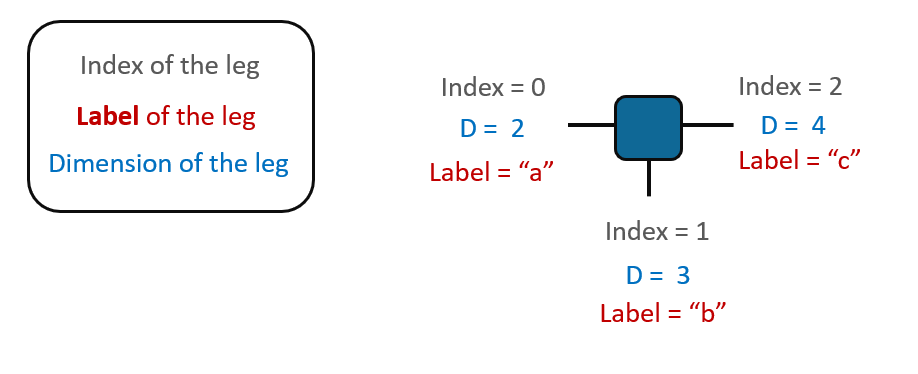 Index of the leg
Label of the leg
Dimension of the leg
Index = 0
D = 2
Label = “a”
Index = 2
D = 4
Label = “c”
Index = 1
D = 3
Label = “b”